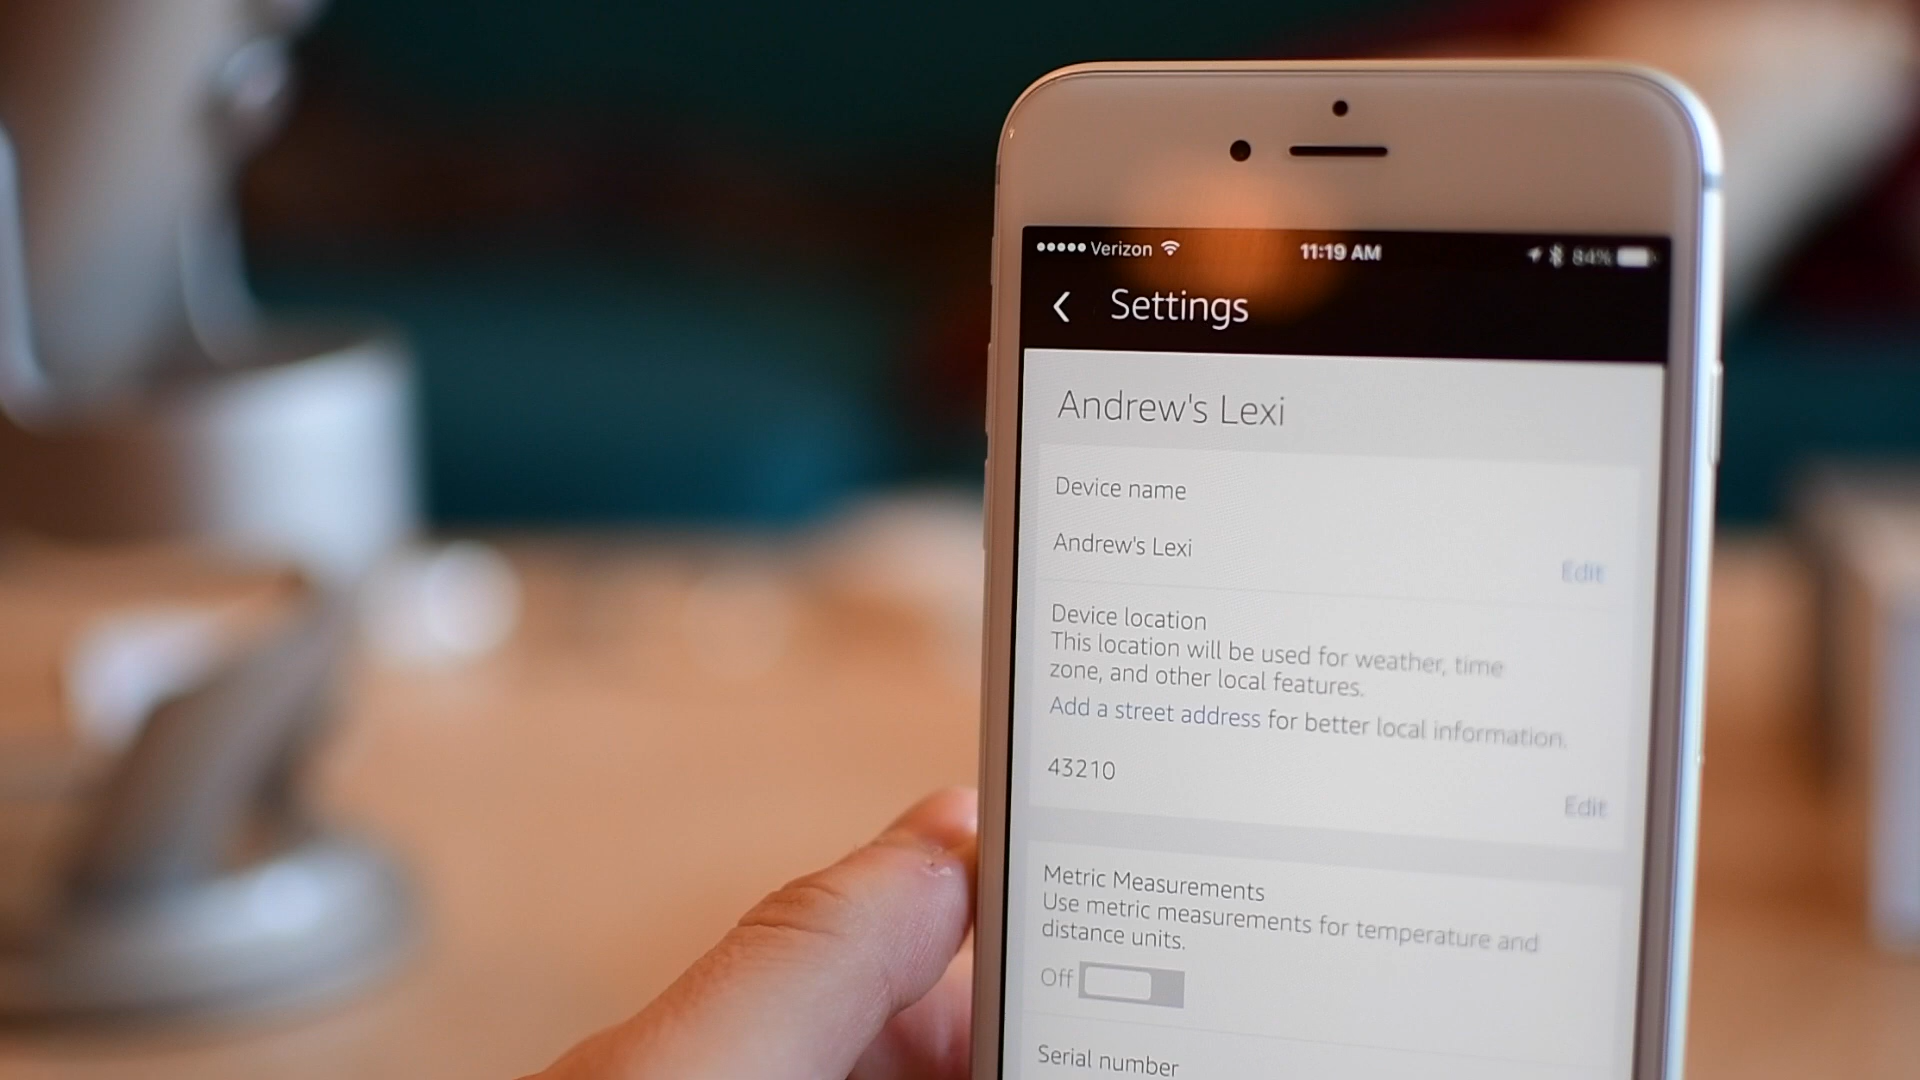 Verizon 11:19 AM 84%
Settings
Andrew's Lexi
Device name
Andrew's Lexi
Edit
Device location
This location will be used for weather, time
zone, and other local features.
Add a street address for better local information.
43210
Edit
Metric Measurements
Use metric measurements for temperature and
distance units.
Off
Serial number